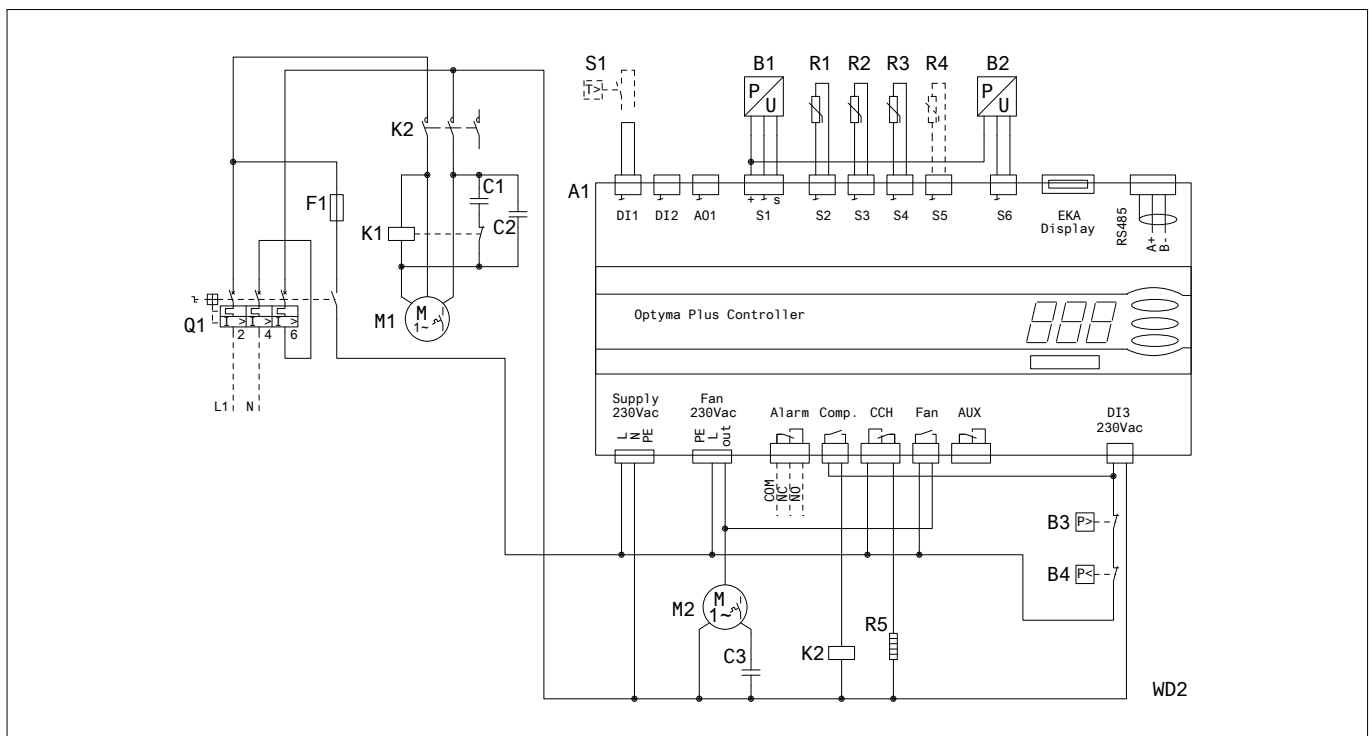 S1 B1 R1 R2 R3 R4 B2
T> P U P U
K2
C1
F1 A1
K1 C2
DI1 DI2 AO1 + - s S1 S2 S3 S4 S5 S6 EKA Display RS485 A+ B-
M1 M 1~
Q1 I > I > I >
2 4 6
Optyma Plus Controller
L1 N
Supply 230Vac
Fan 230Vac
Alarm Comp. CCH Fan AUX
DI3 230Vac
L N PE
PE L out
COM NC NO
B3 P>
B4 P<
M2 M 1~
R5
C3 K2
WD2